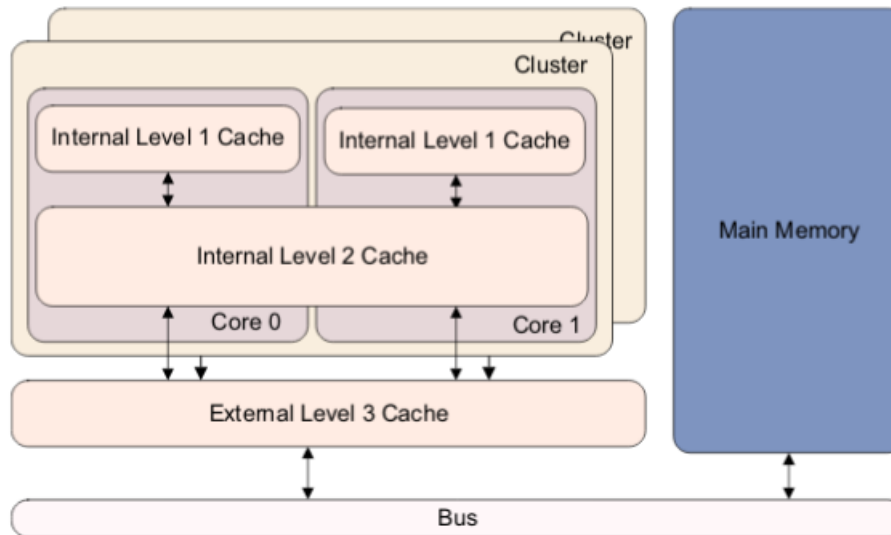 Cluster
Cluster
Internal Level 1 Cache
Internal Level 1 Cache
Main Memory
Internal Level 2 Cache
Core 0
Core 1
External Level 3 Cache
Bus